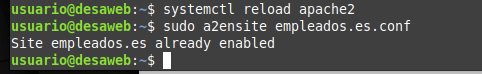 usuario@desaweb:~$ systemctl reload apache2
usuario@desaweb:~$ sudo a2ensite empleados.es.conf
Site empleados.es already enabled
usuario@desaweb:~$